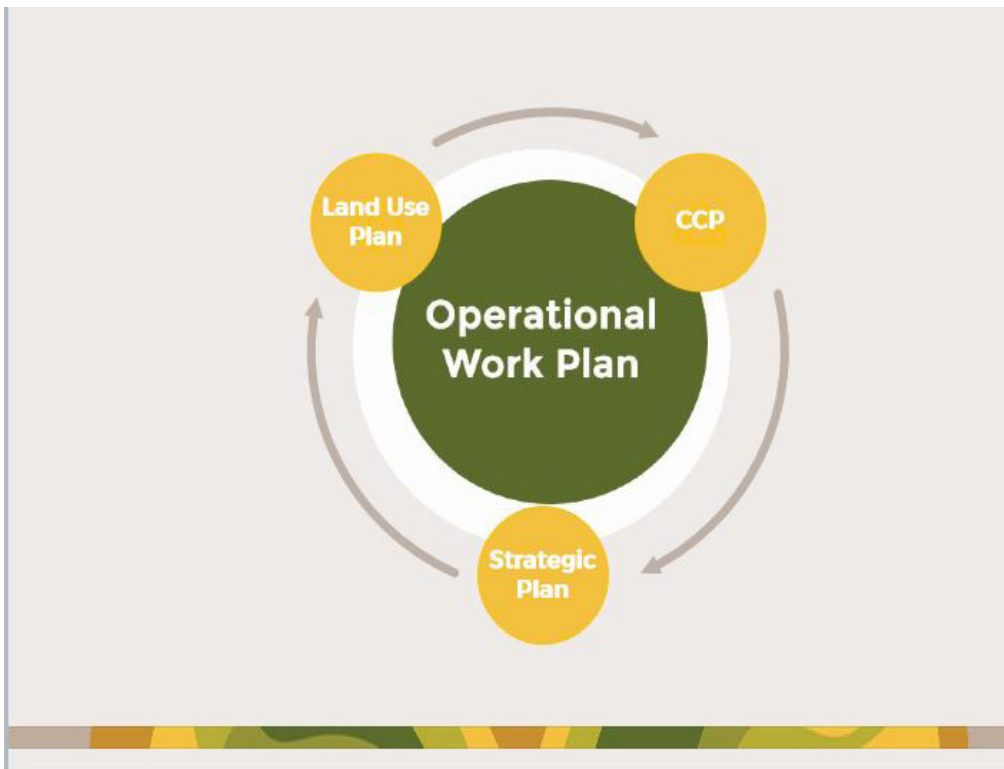 Land Use
Plan
CCP
Operational
Work Plan
Strategic
Plan